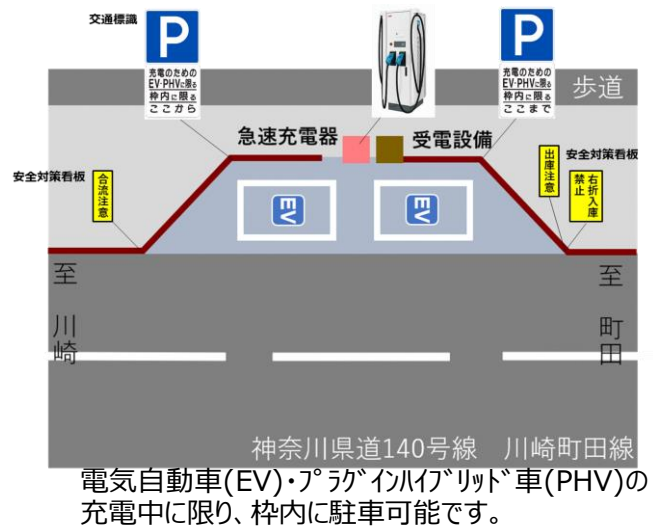 交通標識
P
充電のための
EV･PHVに限る
枠内に限る
ここから
P
充電のための
EV･PHVに限る
枠内に限る
ここまで
歩道
急速充電器
受電設備
安全対策看板
合流注意
出庫注意
右折入庫
禁止
安全対策看板
EV
EV
至 川崎
至 町田
神奈川県道140号線 川崎町田線
電気自動車(EV)･ﾌﾟﾗｸﾞｲﾝﾊｲﾌﾞﾘｯﾄﾞ車(PHV)の
充電中に限り、枠内に駐車可能です。